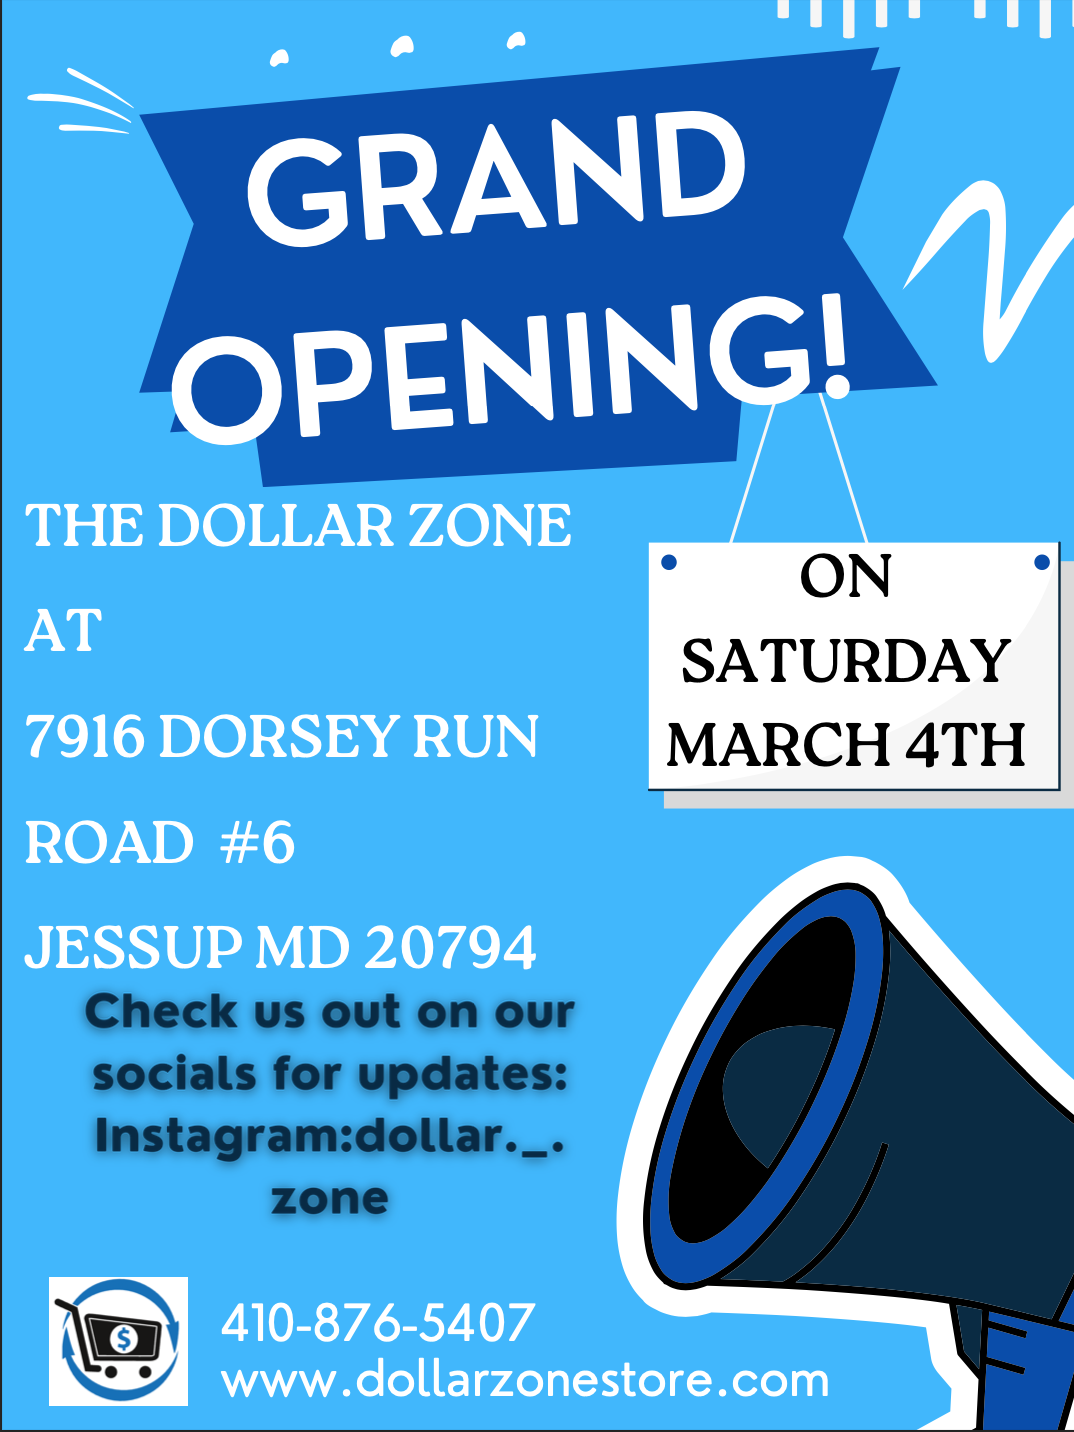 GRAND
OPENING!
THE DOLLAR ZONE
AT
7916 DORSEY RUN
ROAD #6
JESSUP MD 20794
ON
SATURDAY
MARCH 4TH
Check us out on our
socials for updates:
Instagram:dollar._.
zone
$
410-876-5407
www.dollarzonestore.com